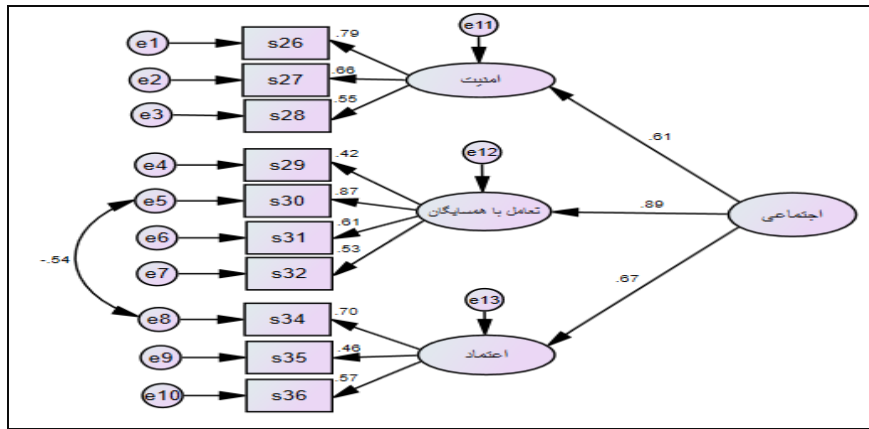 e11
e1
s26
.79
e2
s27
.66
امنیت
e3
s28
.55
.61
e4
s29
.42
e12
e5
s30
.87
تعامل با همسایگان
.89
اجتماعی
e6
s31
.61
e7
s32
.53
-.54
.67
e13
e8
s34
.70
e9
s35
.46
اعتماد
e10
s36
.57